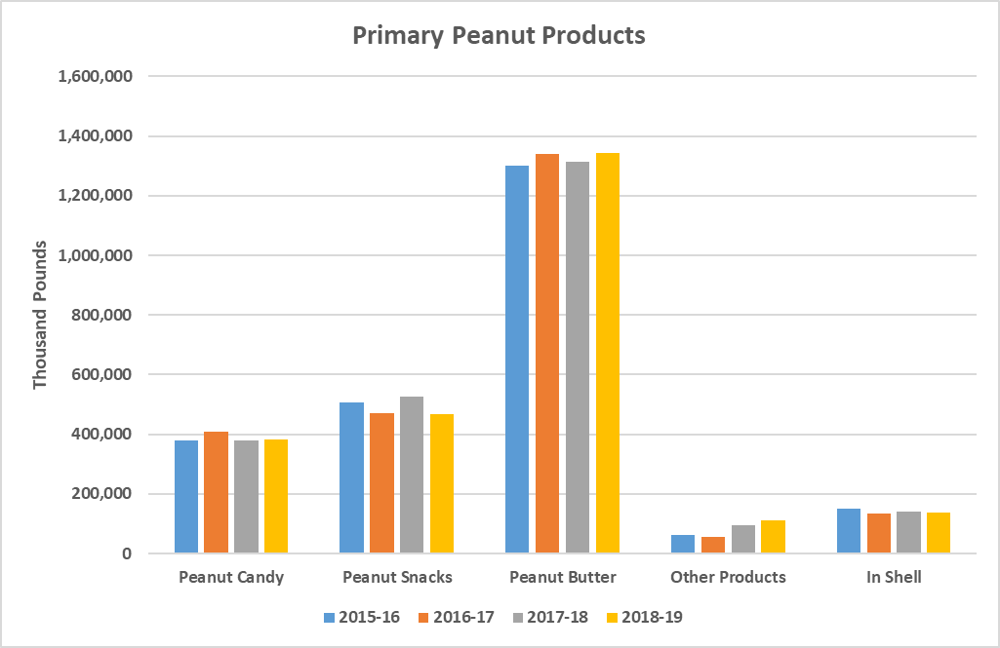 Primary Peanut Products
1,600,000
1,400,000
1,200,000
1,000,000
800,000
600,000
400,000
200,000
0
Thousand Pounds
Peanut Candy
Peanut Snacks
Peanut Butter
Other Products
In Shell
2015-16
2016-17
2017-18
2018-19